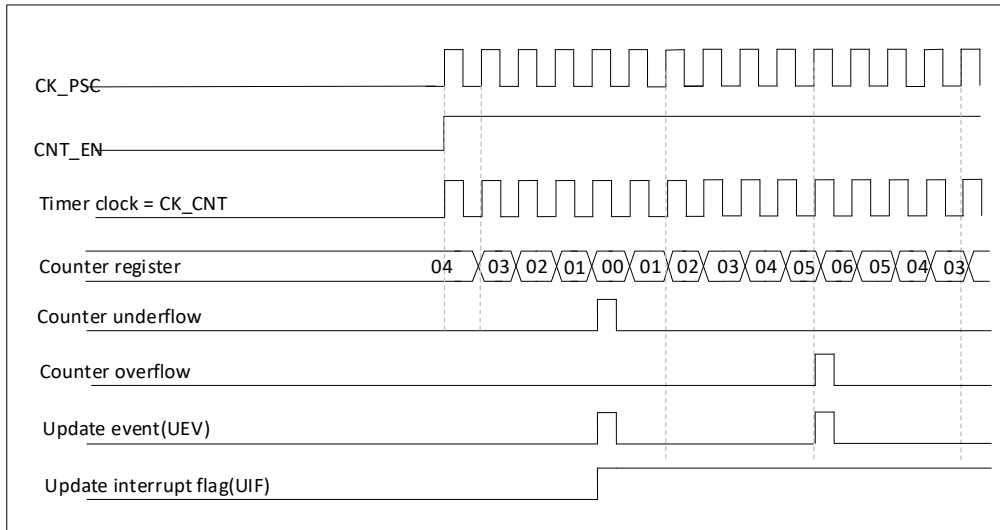 CK_PSC
CNT_EN
Timer clock = CK_CNT
Counter register 04 03 02 01 00 01 02 03 04 05 06 05 04 03
Counter underflow
Counter overflow
Update event(UEV)
Update interrupt flag(UIF)